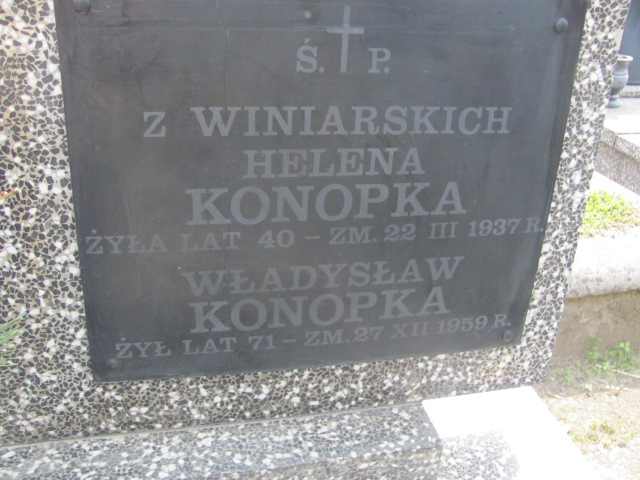 Ś. P.
Z WINIARSKICH
HELENA
KONOPKA
ŻYŁA LAT 40 – ZM. 22 III 1937 R.
WŁADYSŁAW
KONOPKA
ŻYŁ LAT 71 – ZM. 27 XII 1959 R.